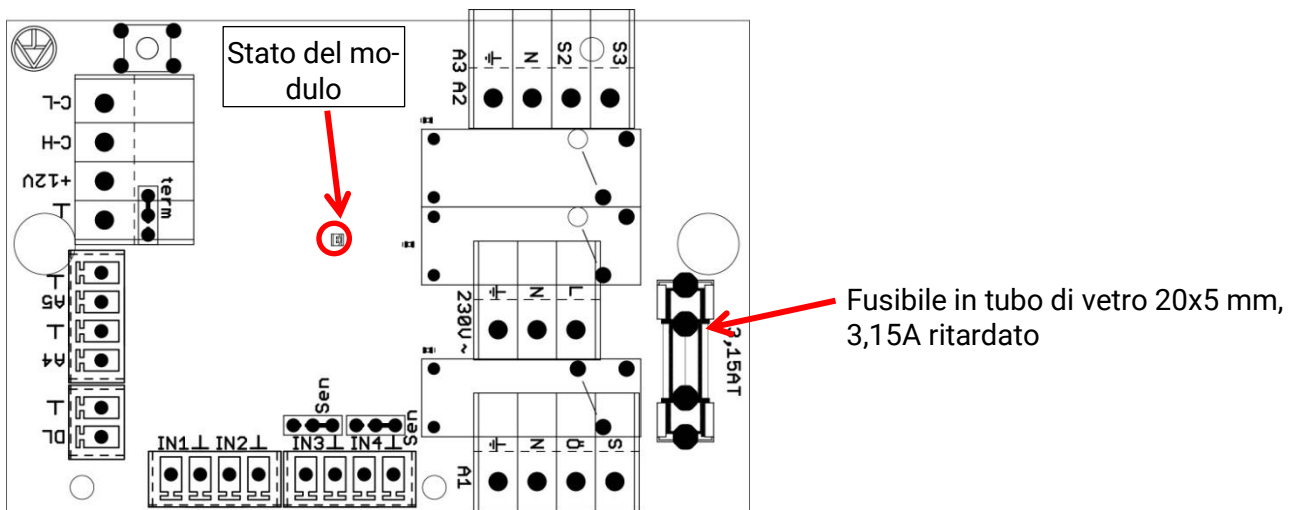 Stato del mo-
dulo
A3 A2
⏚ N S2 S3
C-L
C-H
+12V
⊥
term
⊥
A5
⊥
A4
⊥
DL
230V~
⏚ N L
3,15AT
Fusibile in tubo di vetro 20x5 mm,
3,15A ritardato
Sen
Sen
IN1 ⊥ IN2 ⊥
IN3 ⊥ IN4 ⊥
A1
⏚ N Ö S